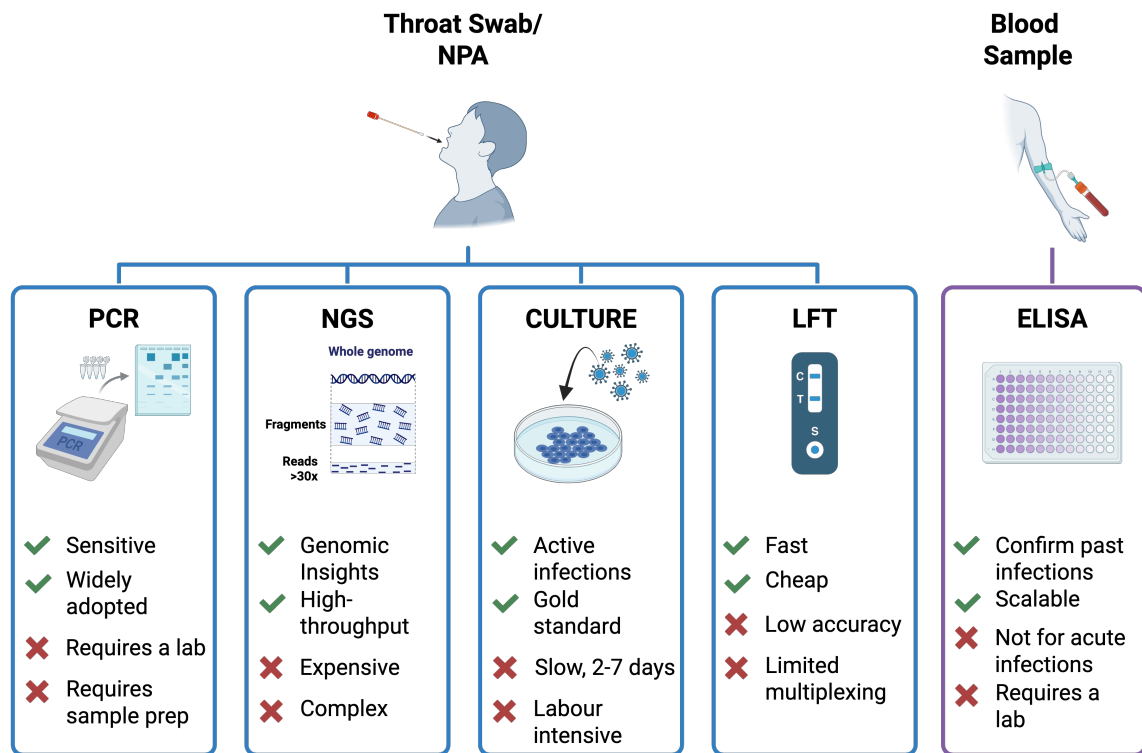 Throat Swab/
NPA
Blood
Sample
PCR
PCR
Sensitive
Widely
adopted
Requires a lab
Requires
sample prep
NGS
Whole genome
Fragments
Reads
>30x
Genomic
Insights
High-
throughput
Expensive
Complex
CULTURE
Active
infections
Gold
standard
Slow, 2-7 days
Labour
intensive
LFT
C
T
S
Fast
Cheap
Low accuracy
Limited
multiplexing
ELISA
Confirm past
infections
Scalable
Not for acute
infections
Requires a
lab